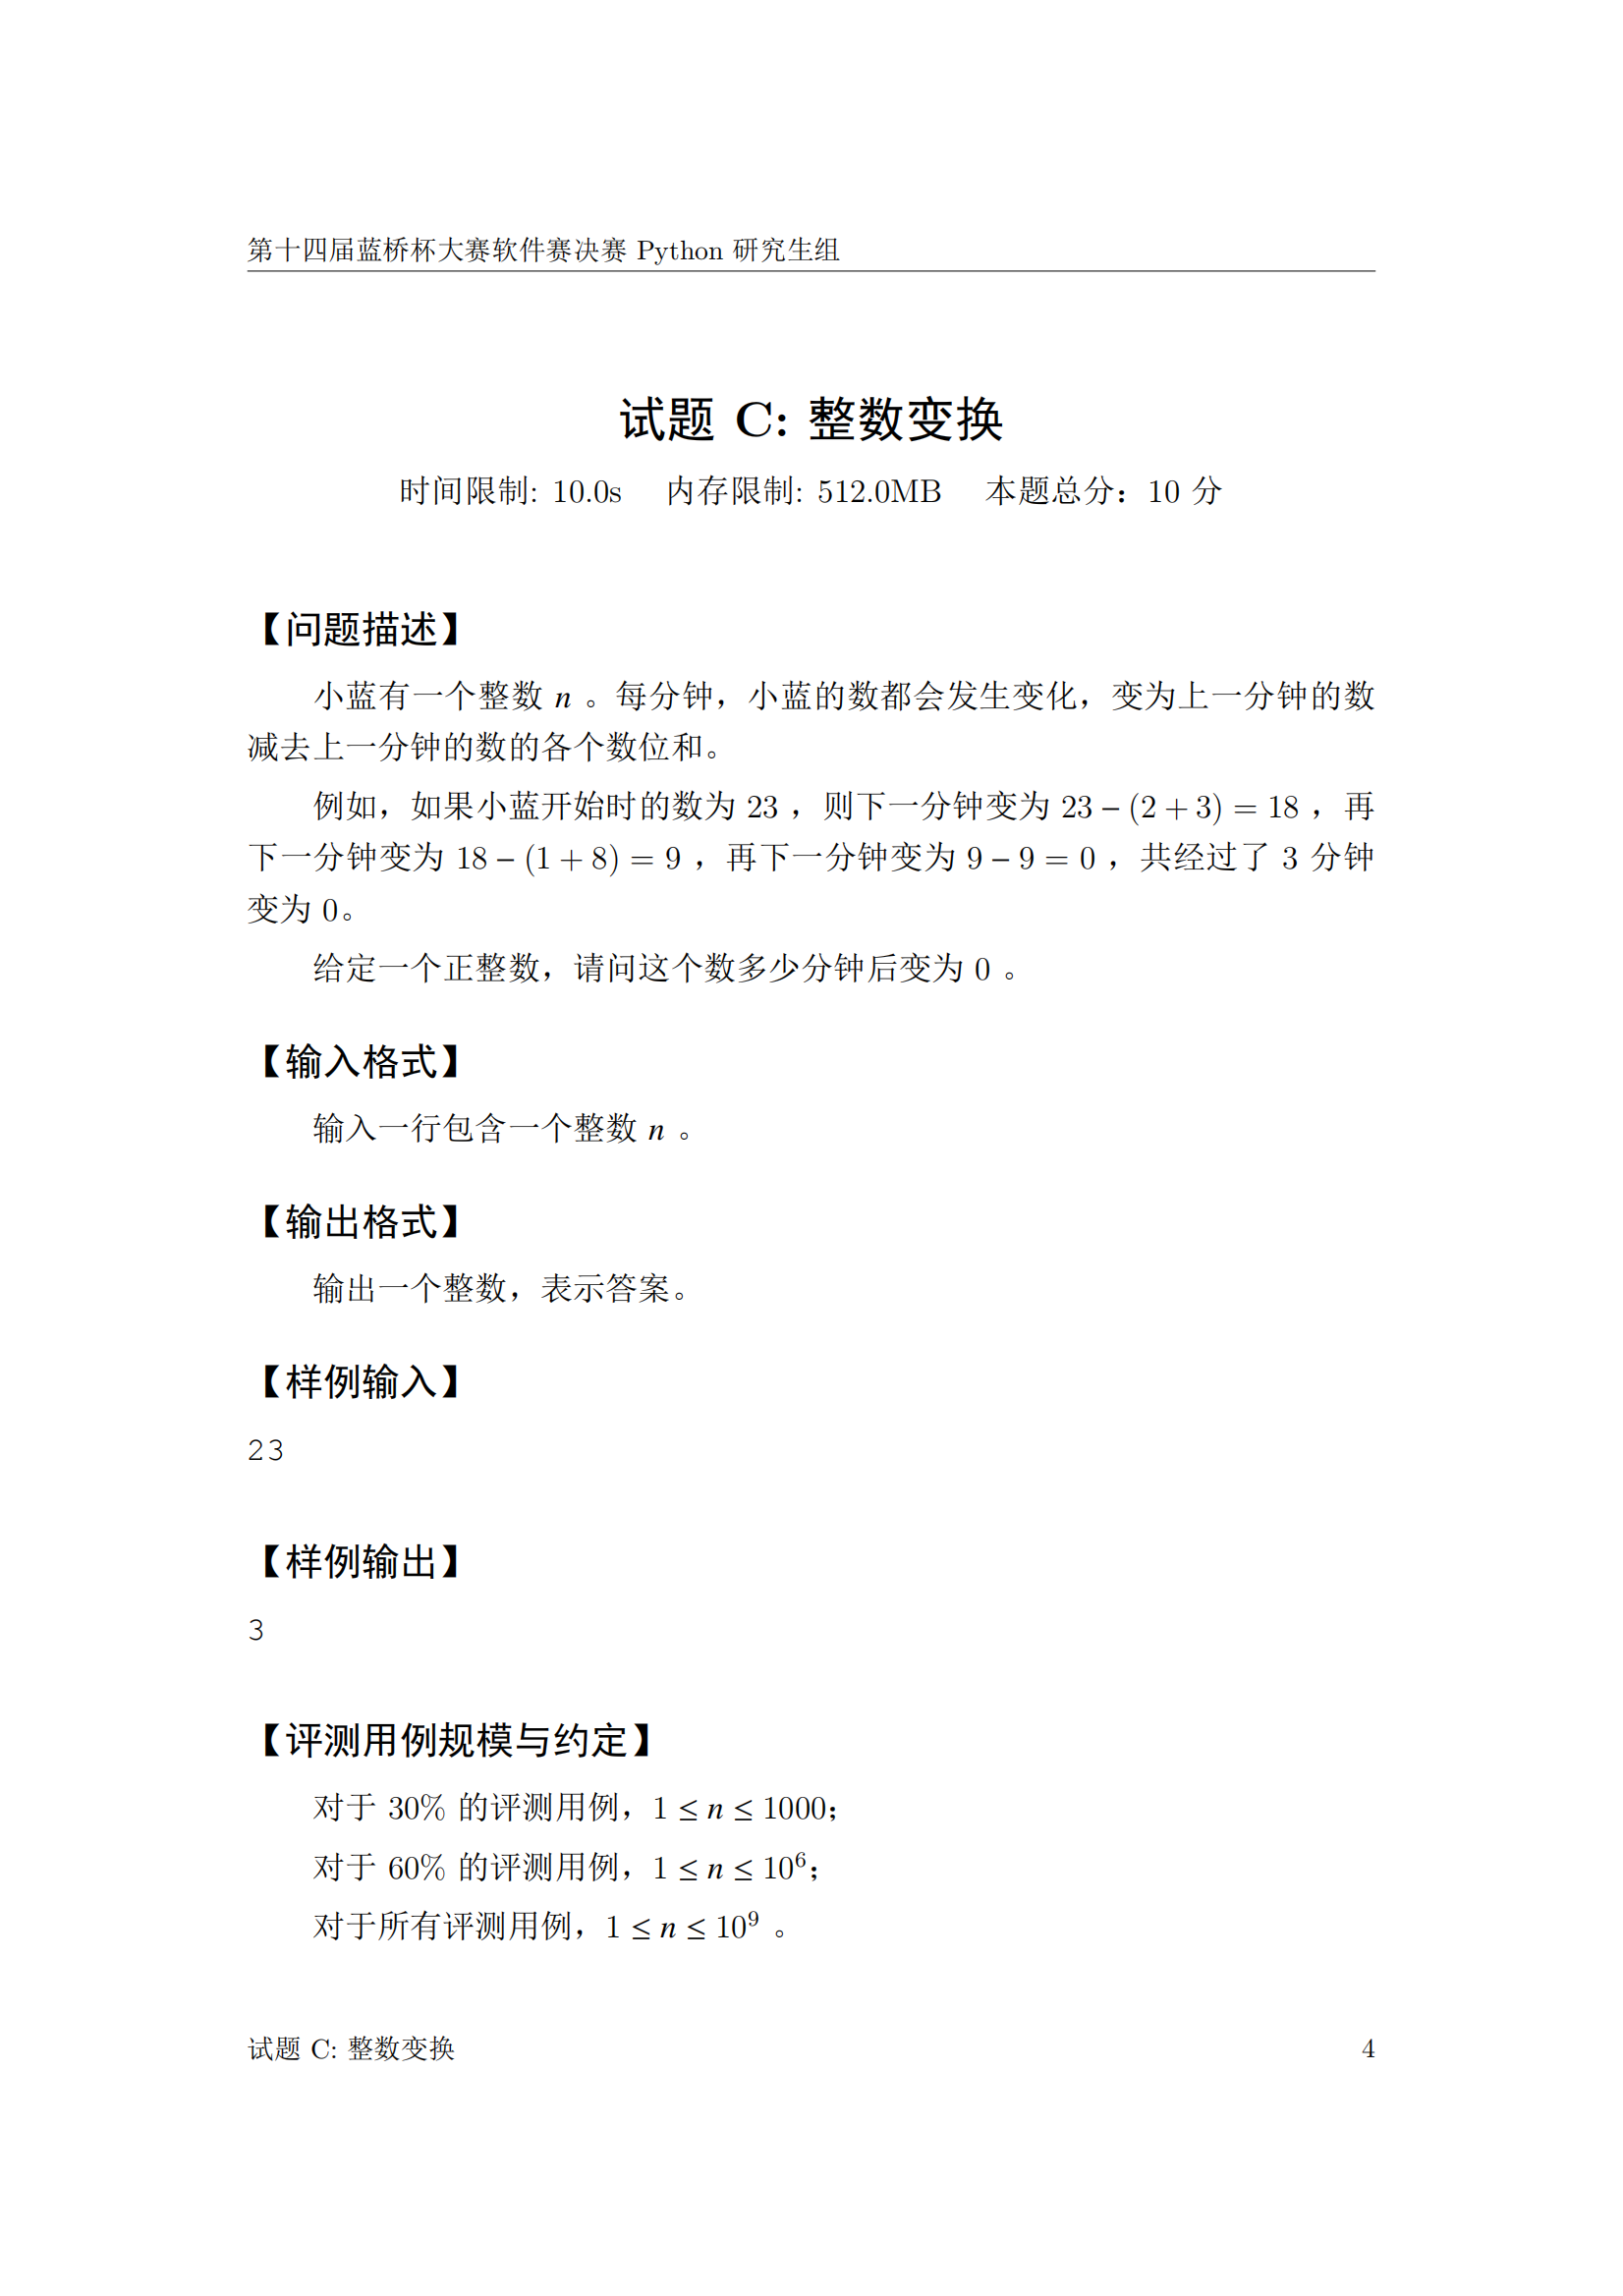 第十四届蓝桥杯大赛软件赛决赛 Python 研究生组
试题 C: 整数变换
时间限制: 10.0s 内存限制: 512.0MB 本题总分：10 分
【问题描述】
小蓝有一个整数 n 。每分钟，小蓝的数都会发生变化，变为上一分钟的数
减去上一分钟的数的各个数位和。
例如，如果小蓝开始时的数为 23 ，则下一分钟变为 23 − (2 + 3) = 18 ，再
下一分钟变为 18 − (1 + 8) = 9 ，再下一分钟变为 9 − 9 = 0 ，共经过了 3 分钟
变为 0。
给定一个正整数，请问这个数多少分钟后变为 0 。
【输入格式】
输入一行包含一个整数 n 。
【输出格式】
输出一个整数，表示答案。
【样例输入】
23
【样例输出】
3
【评测用例规模与约定】
对于 30% 的评测用例，1 ≤ n ≤ 1000；
对于 60% 的评测用例，1 ≤ n ≤ 10⁶；
对于所有评测用例，1 ≤ n ≤ 10⁹ 。
试题 C: 整数变换 4